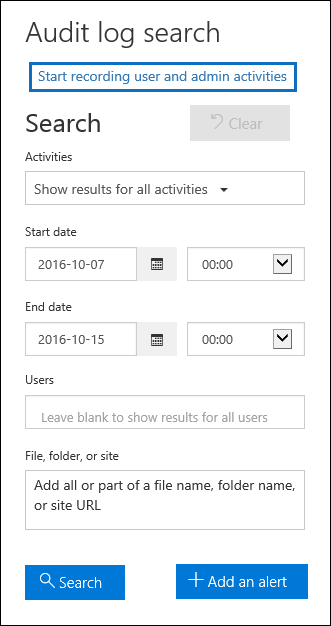 Audit log search
Start recording user and admin activities
Search
Clear
Activities
Show results for all activities
Start date
2016-10-07
00:00
End date
2016-10-15
00:00
Users
Leave blank to show results for all users
File, folder, or site
Add all or part of a file name, folder name,
or site URL
Search
Add an alert